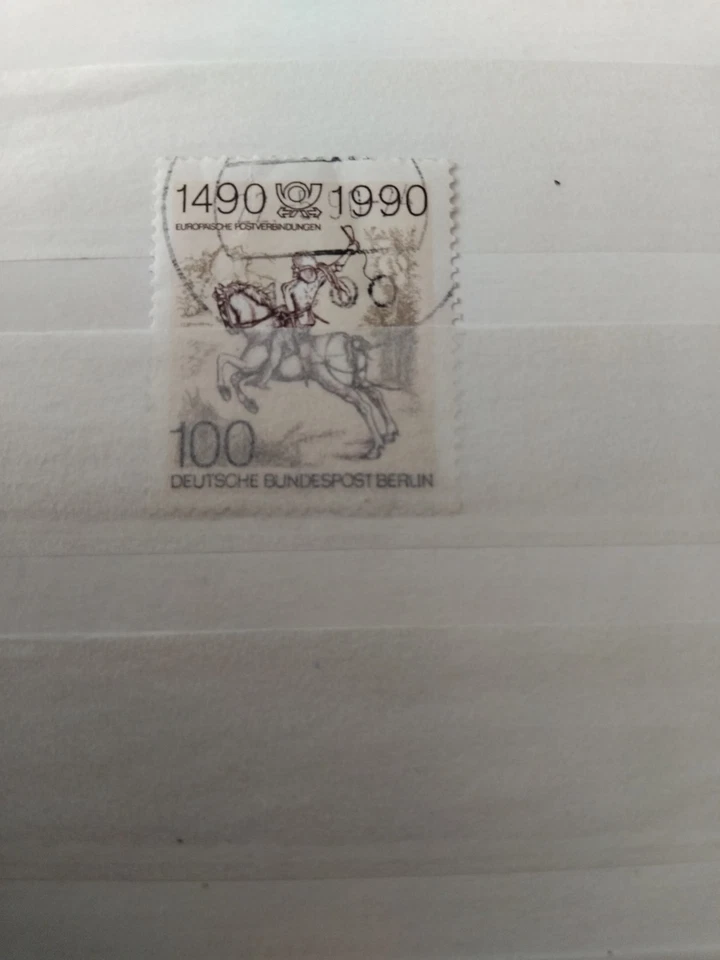 1490 1990
EUROPÄISCHE POSTVERBINDUNGEN
100
DEUTSCHE BUNDESPOST BERLIN